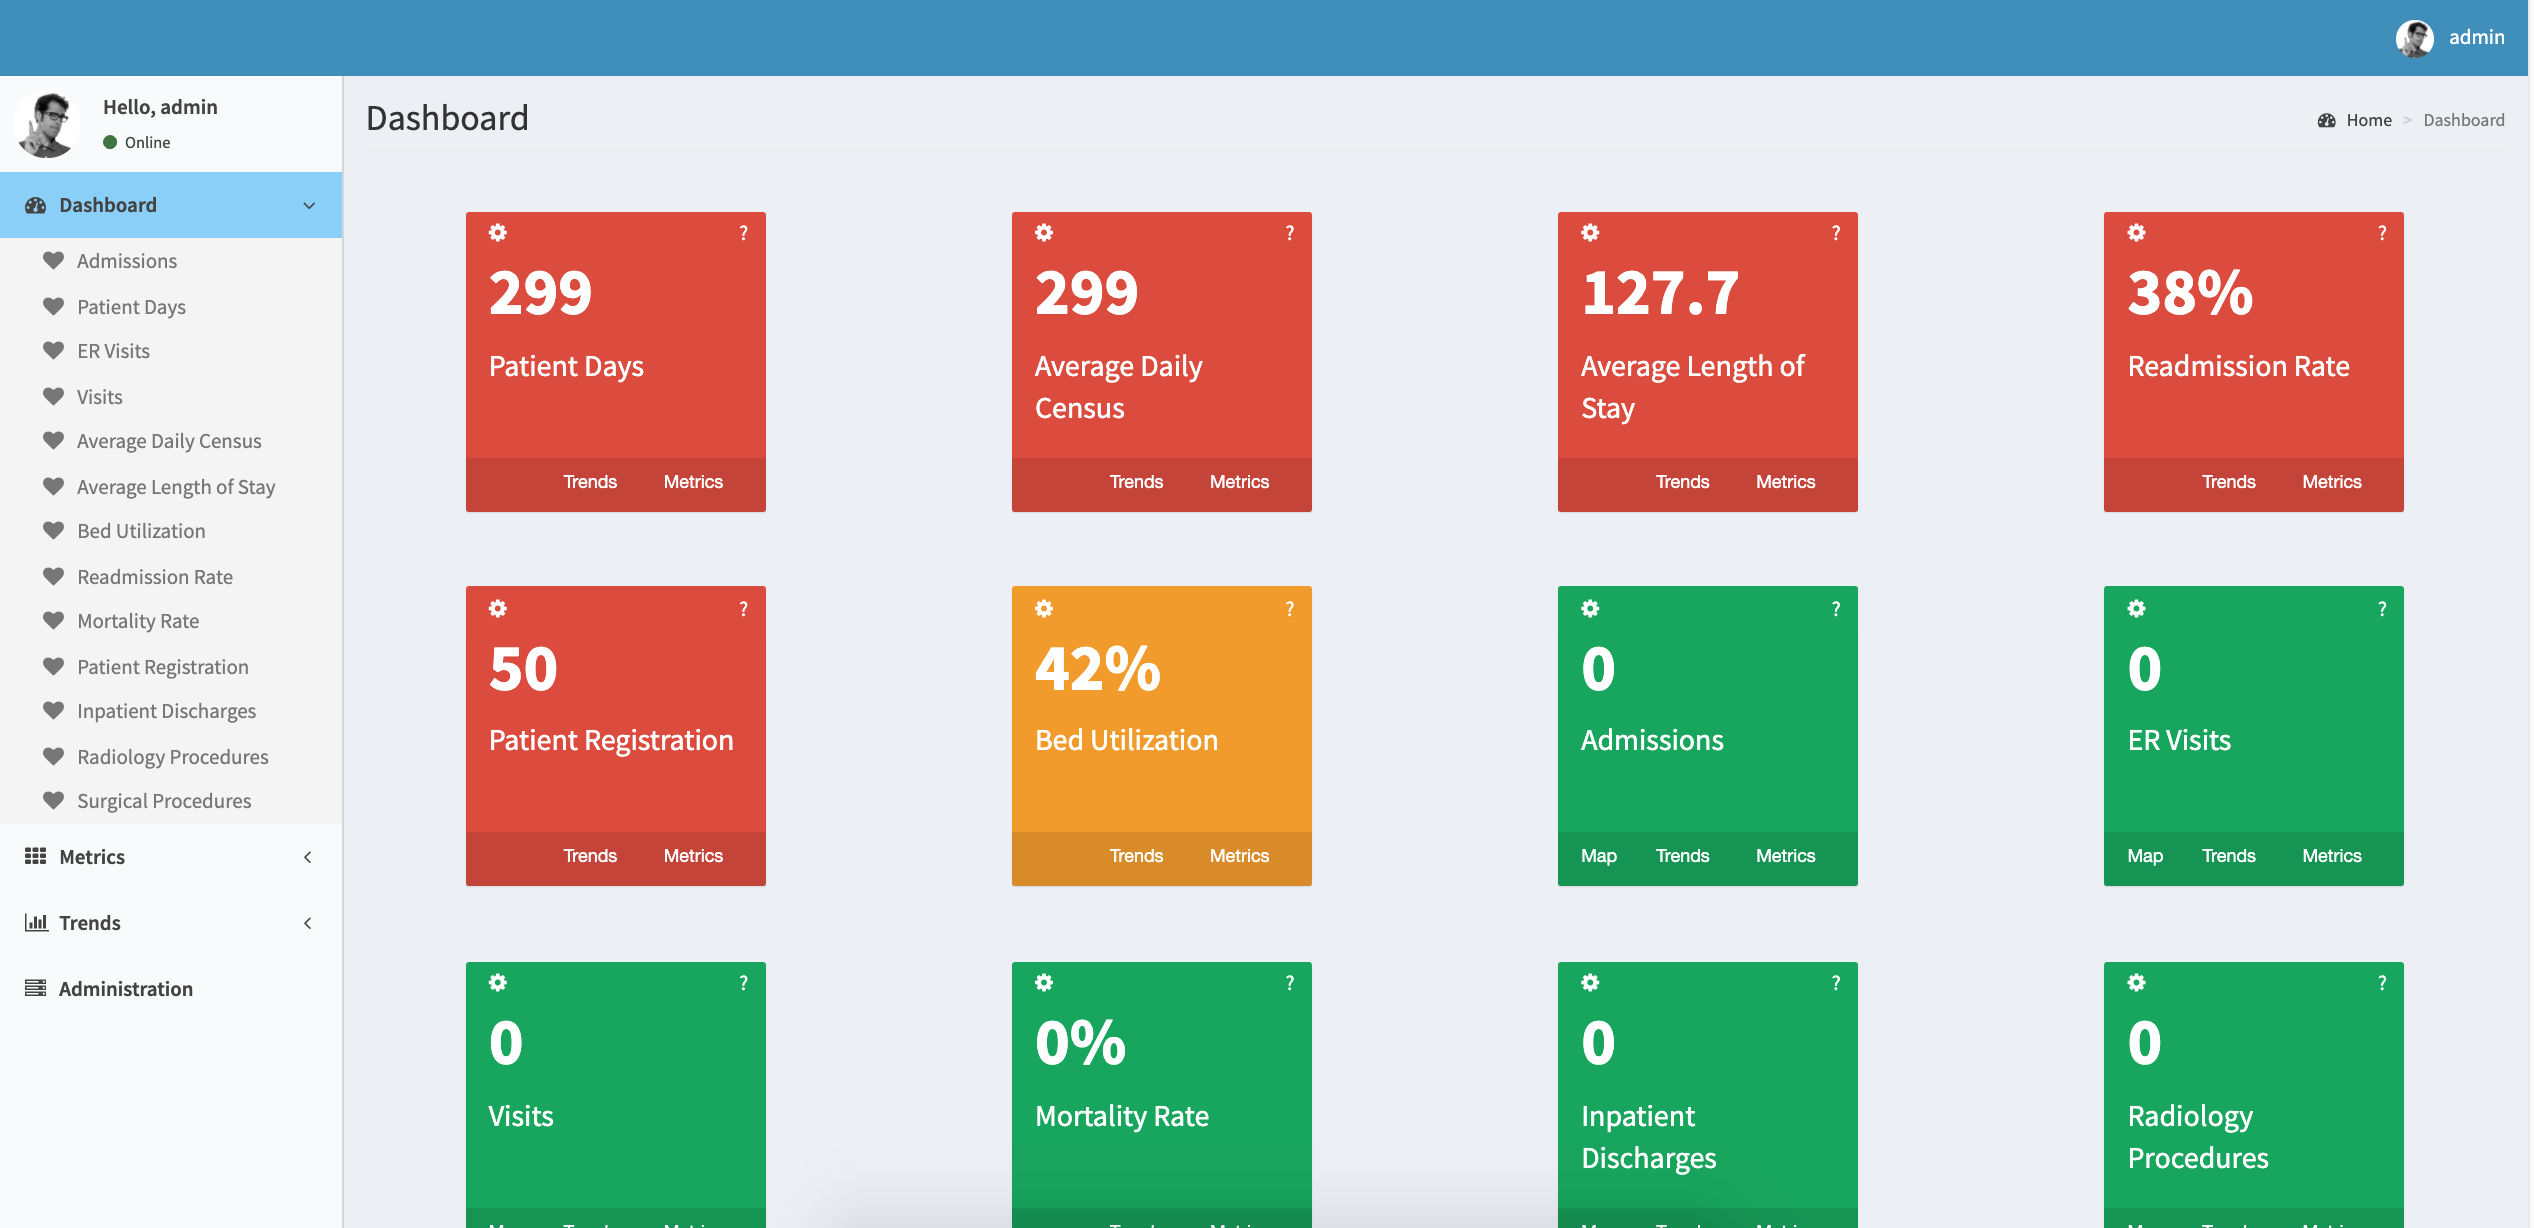 admin
Hello, admin
Online
Dashboard
Admissions
Patient Days
ER Visits
Visits
Average Daily Census
Average Length of Stay
Bed Utilization
Readmission Rate
Mortality Rate
Patient Registration
Inpatient Discharges
Radiology Procedures
Surgical Procedures
Metrics
Trends
Administration
Dashboard
Home > Dashboard
?
299
Patient Days
Trends Metrics
?
299
Average Daily
Census
Trends Metrics
?
127.7
Average Length of
Stay
Trends Metrics
?
38%
Readmission Rate
Trends Metrics
?
50
Patient Registration
Trends Metrics
?
42%
Bed Utilization
Trends Metrics
?
0
Admissions
Map Trends Metrics
?
0
ER Visits
Map Trends Metrics
?
0
Visits
?
0%
Mortality Rate
?
0
Inpatient
Discharges
?
0
Radiology
Procedures